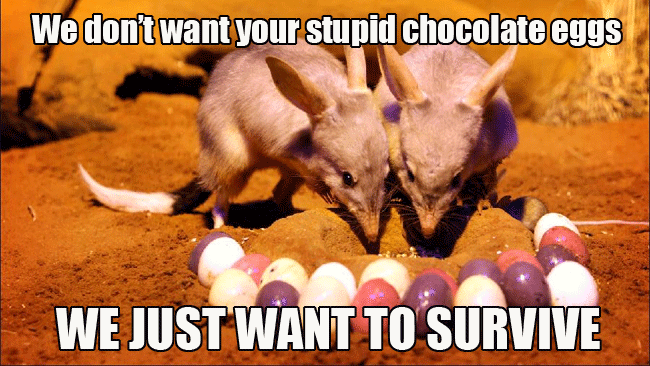 We don't want your stupid chocolate eggs
WE JUST WANT TO SURVIVE